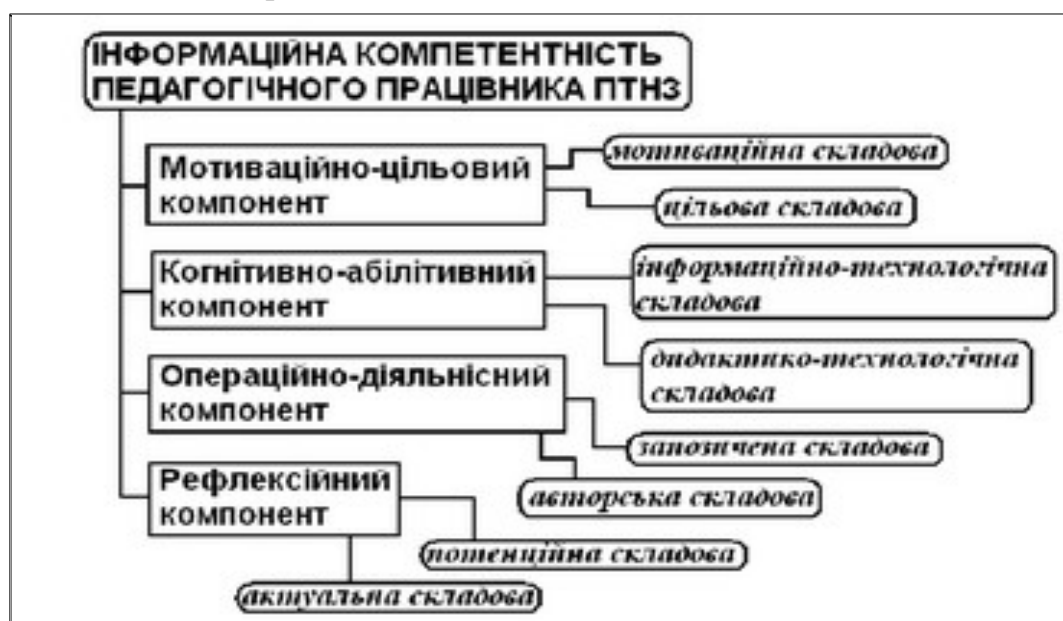 ІНФОРМАЦІЙНА КОМПЕТЕНТНІСТЬ
ПЕДАГОГІЧНОГО ПРАЦІВНИКА ПТНЗ
Мотиваційно-цільовий
компонент
мотиваційна складова
цільова складова
Когнітивно-абілітивний
компонент
інформаційно-технологічна
складова
дидактико-технологічна
складова
Операційно-діяльнісний
компонент
запозичена складова
авторська складова
Рефлексійний
компонент
потенційна складова
актуальна складова